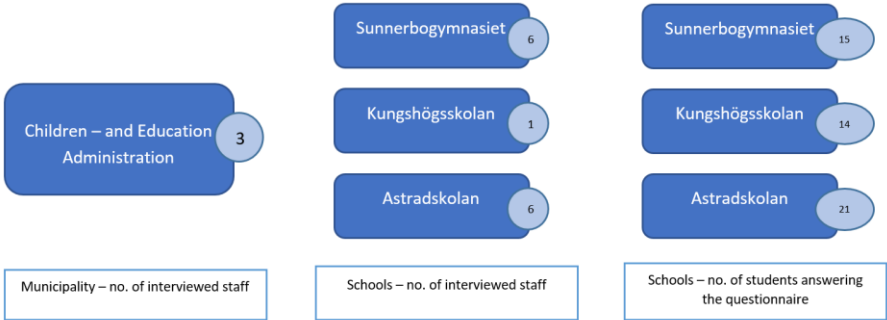 Children – and Education
Administration
3
Municipality – no. of interviewed staff
Sunnerbogymnasiet
6
Kungshögsskolan
1
Astradskolan
6
Schools – no. of interviewed staff
Sunnerbogymnasiet
15
Kungshögsskolan
14
Astradskolan
21
Schools – no. of students answering
the questionnaire